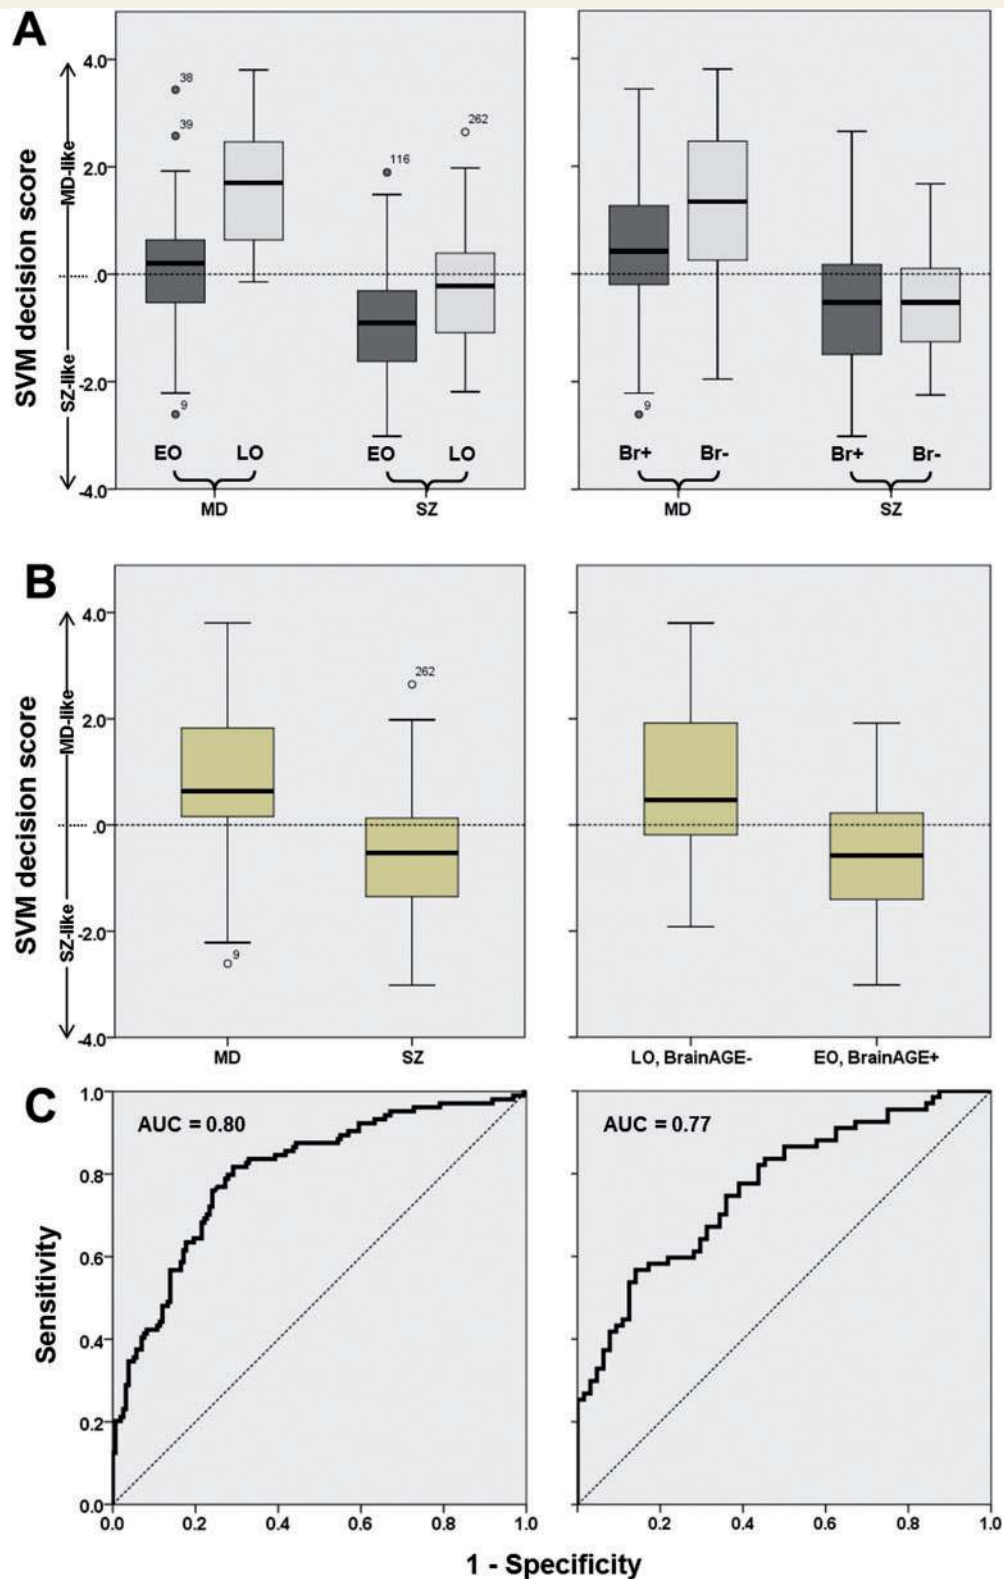 A
SVM decision score
SZ-like
MD-like
4.0
2.0
.0
-2.0
-4.0
38
39
9
116
262
EO
LO
EO
LO
MD
SZ
9
Br+
Br-
Br+
Br-
MD
SZ
B
SVM decision score
SZ-like
MD-like
4.0
2.0
.0
-2.0
-4.0
9
262
MD
SZ
LO, BrainAGE-
EO, BrainAGE+
C
Sensitivity
1.0
0.8
0.6
0.4
0.2
0.0
AUC = 0.80
0.0
0.2
0.4
0.6
0.8
1.0
AUC = 0.77
0.2
0.4
0.6
0.8
1.0
1 - Specificity